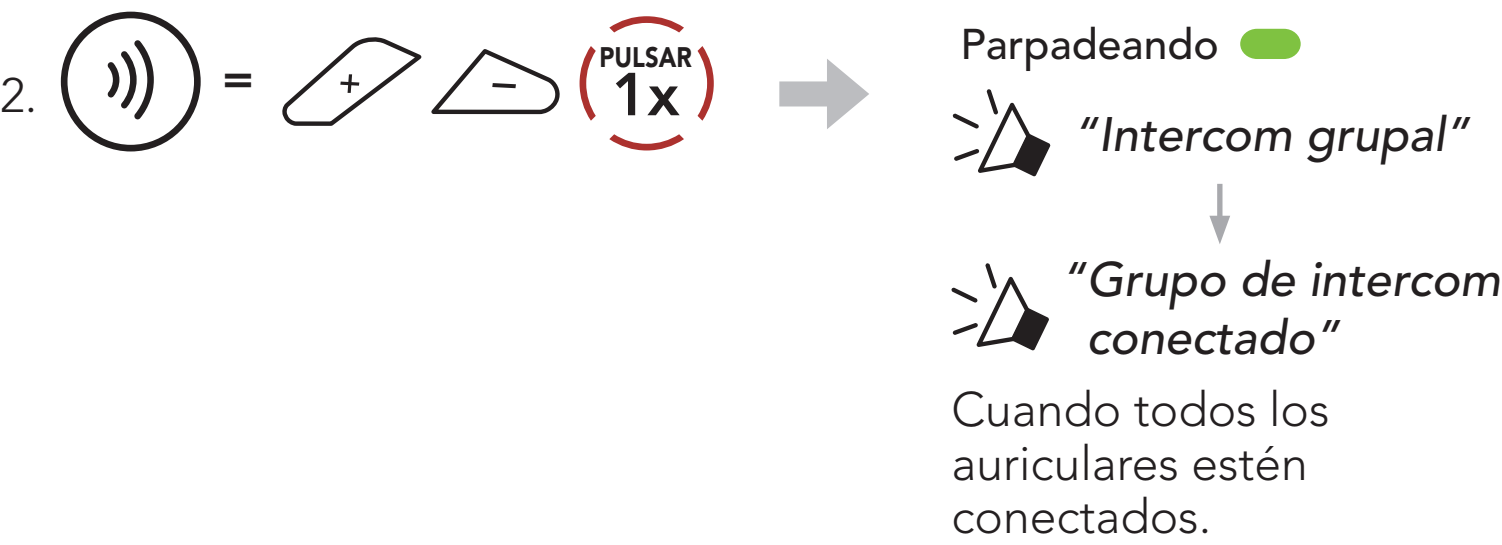 2. = + − PULSAR
1x
Parpadeando
“Intercom grupal”
“Grupo de intercom
conectado”
Cuando todos los
auriculares estén
conectados.